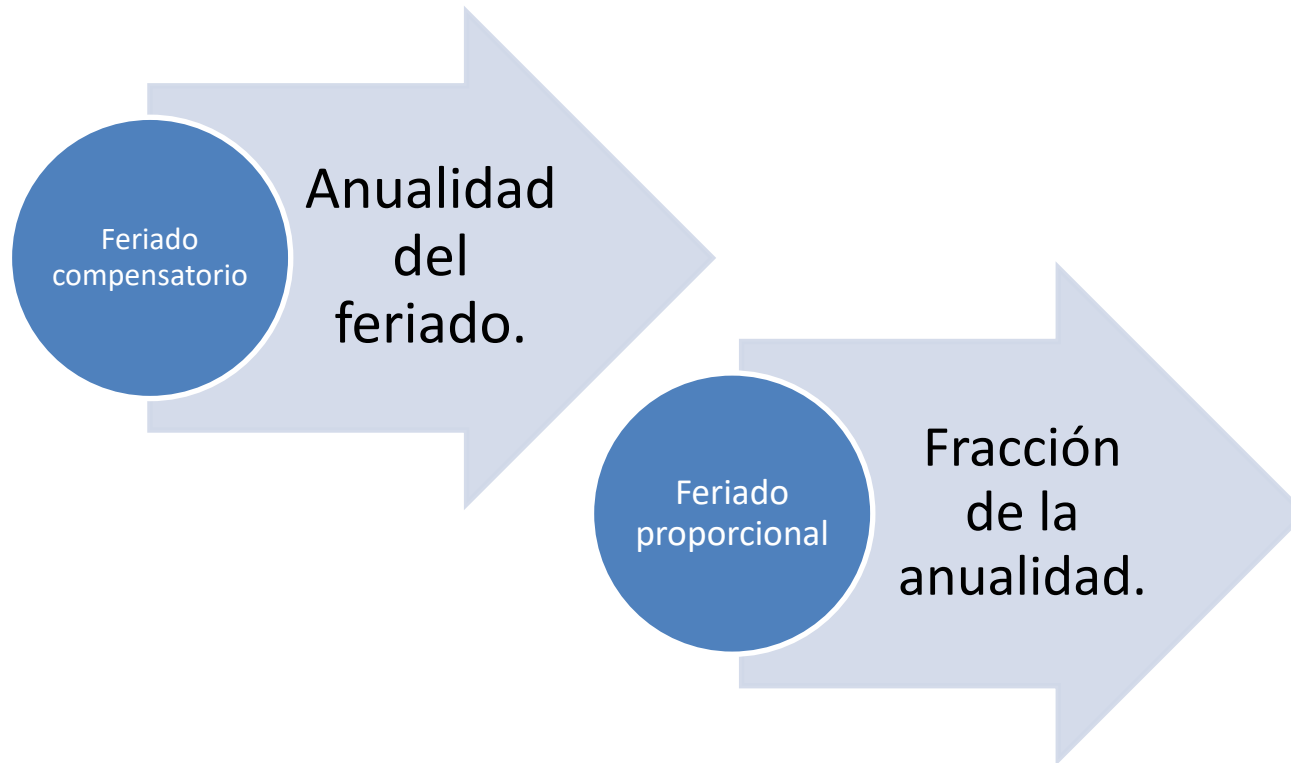 Feriado
compensatorio
Anualidad
del
feriado.
Feriado
proporcional
Fracción
de la
anualidad.